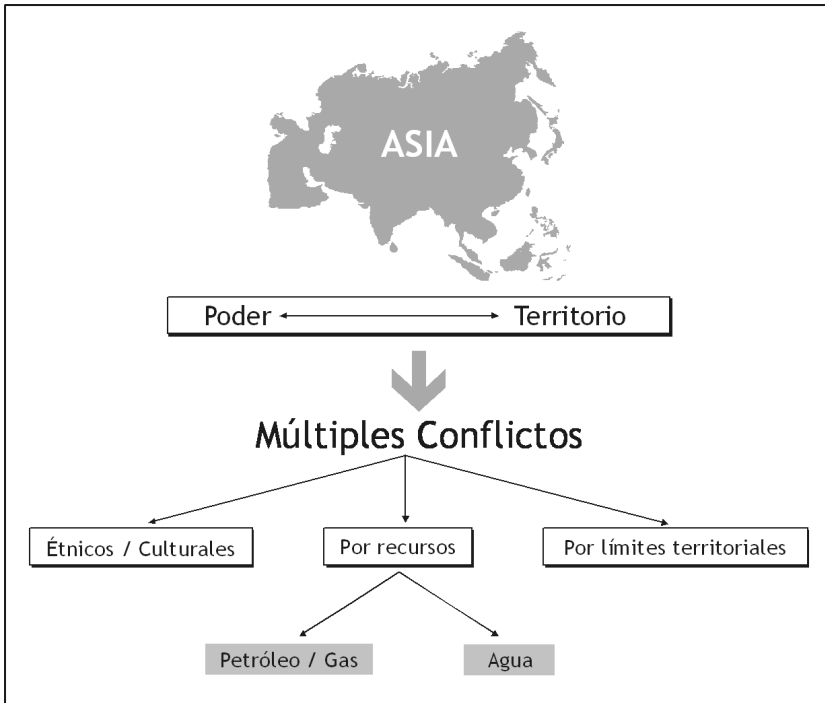 ASIA
Poder Territorio
Múltiples Conflictos
Étnicos / Culturales
Por recursos
Por límites territoriales
Petróleo / Gas
Agua